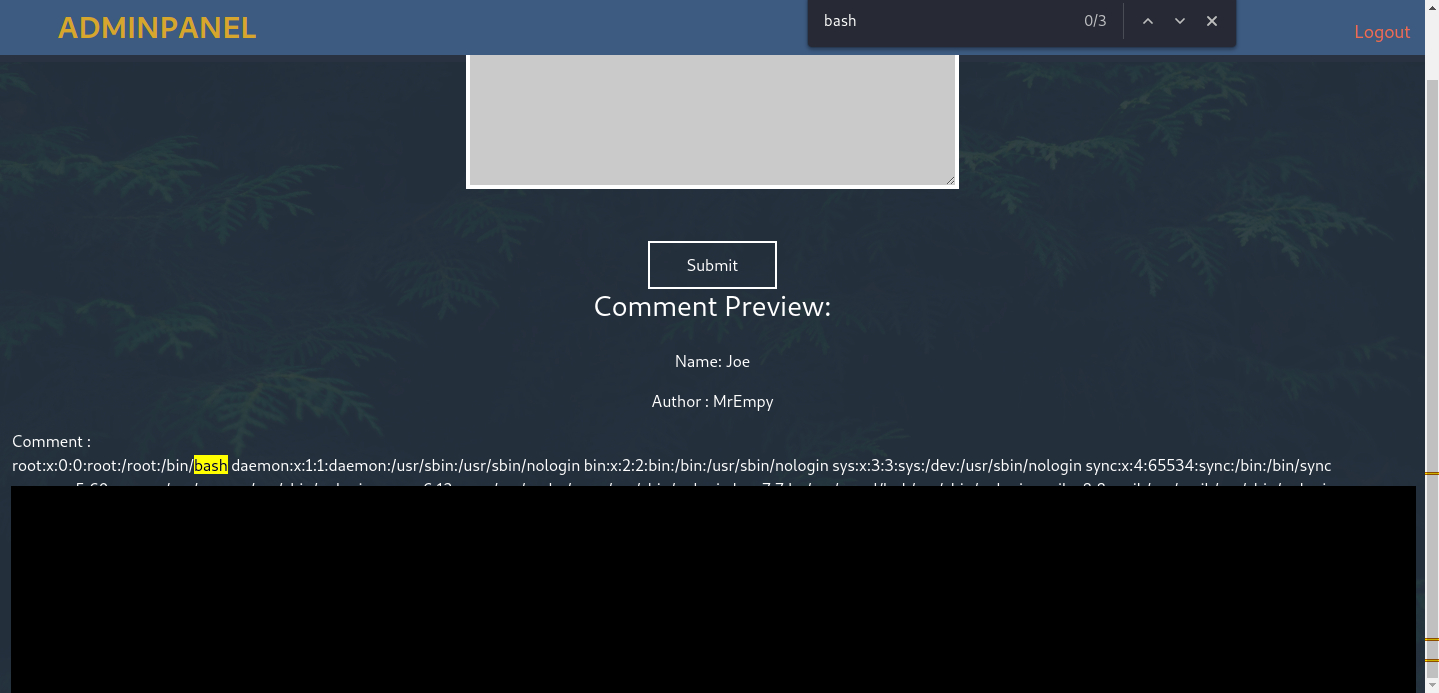 ADMINPANEL
bash 0/3
Logout
Submit
Comment Preview:
Name: Joe
Author : MrEmpy
Comment :
root:x:0:0:root:/root:/bin/bash daemon:x:1:1:daemon:/usr/sbin:/usr/sbin/nologin bin:x:2:2:bin:/bin:/usr/sbin/nologin sys:x:3:3:sys:/dev:/usr/sbin/nologin sync:x:4:65534:sync:/bin:/bin/sync